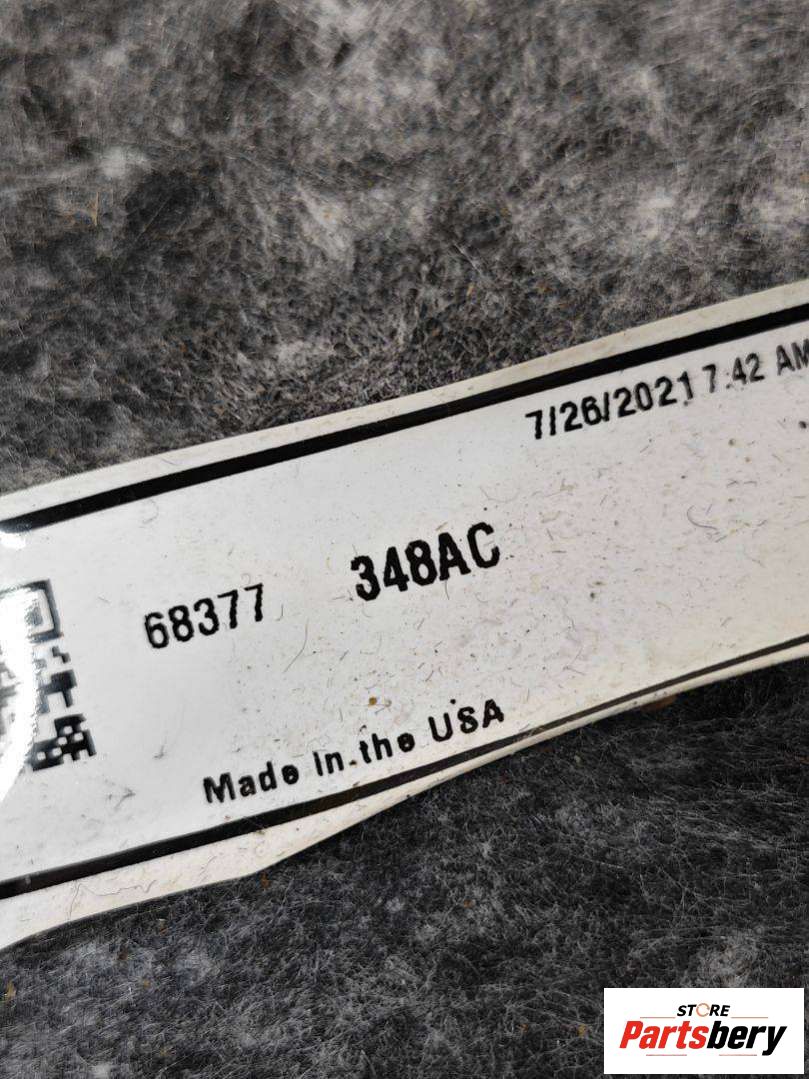 7/26/2021 7:42 AM
68377 348AC
Made in the USA
STORE
Partsbery